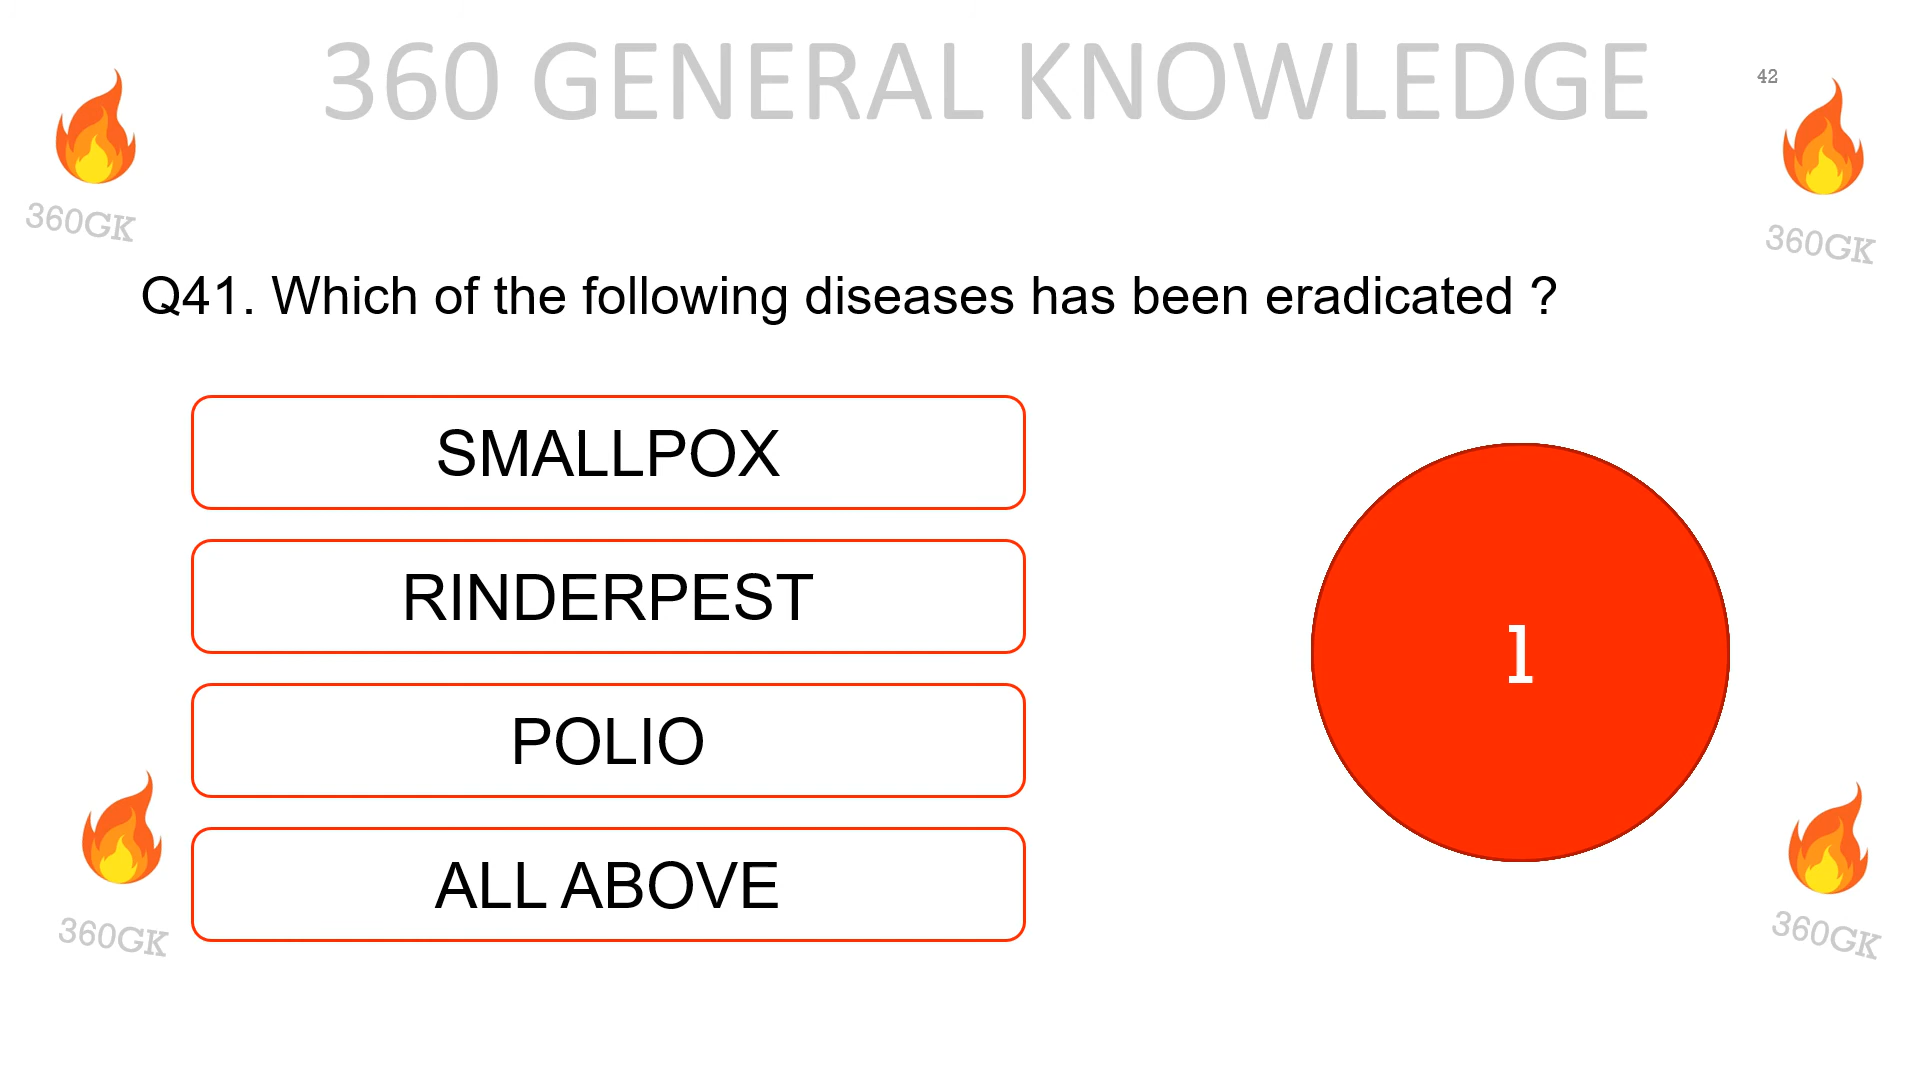 360 GENERAL KNOWLEDGE
42
360GK
360GK
Q41. Which of the following diseases has been eradicated ?
SMALLPOX
RINDERPEST
1
POLIO
ALL ABOVE
360GK
360GK